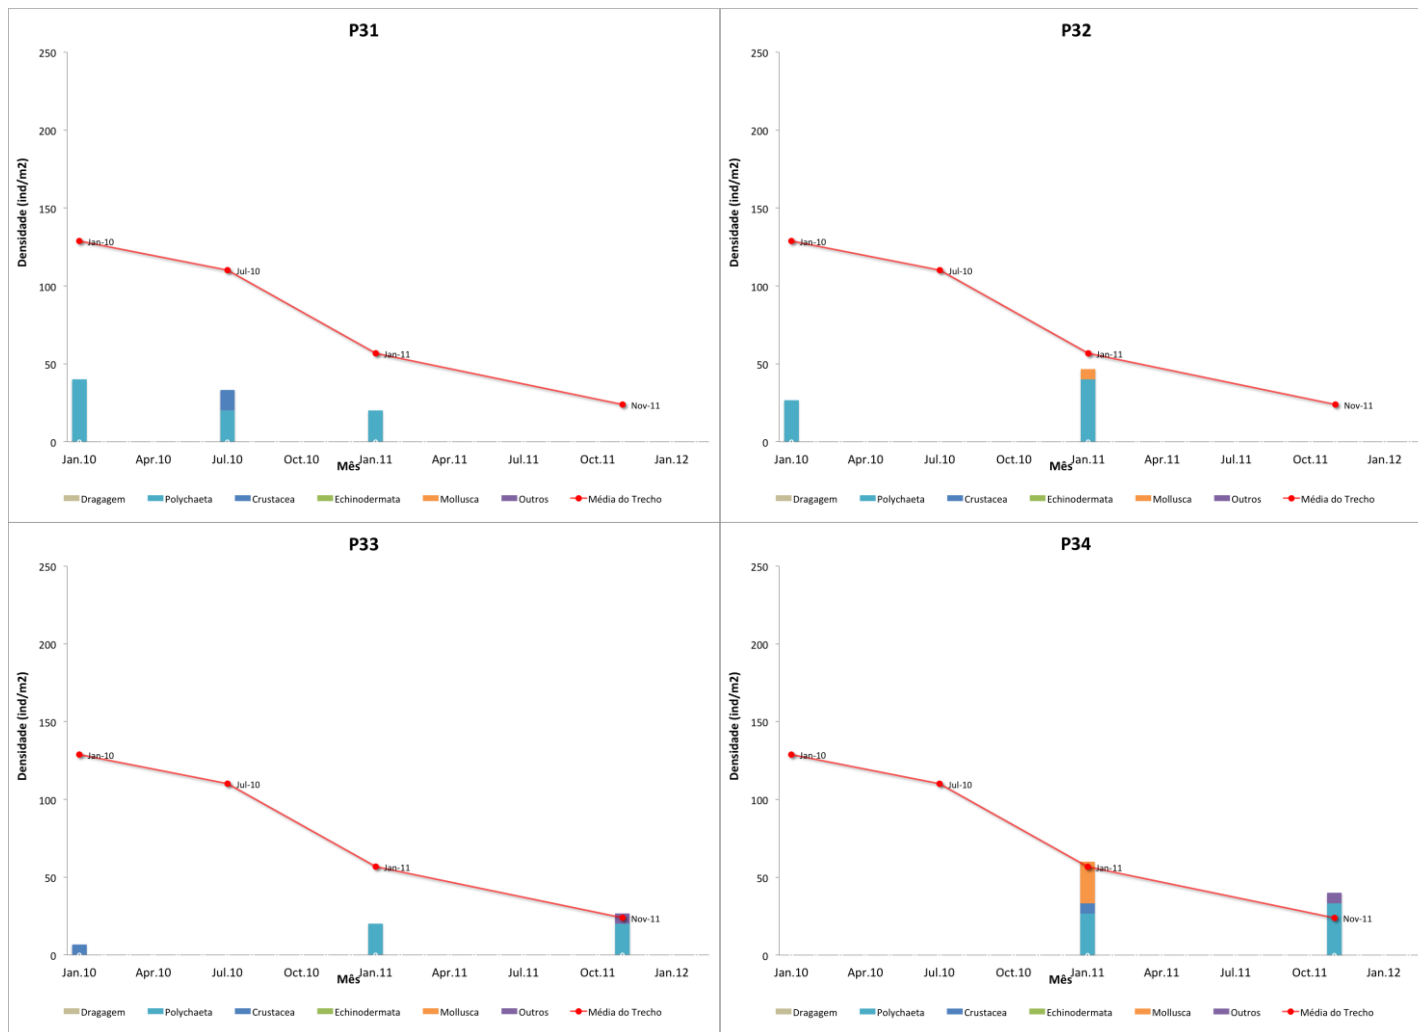 P31
250
200
150
100
50
0
Densidade (ind/m2)
Jan-10
Jul-10
Jan-11
Nov-11
Jan.10 Apr.10 Jul.10 Oct.10 Jan.11 Apr.11 Jul.11 Oct.11 Jan.12
Mês
Dragagem Polychaeta Crustacea Echinodermata Mollusca Outros Média do Trecho
P32
250
200
150
100
50
0
Densidade (ind/m2)
Jan-10
Jul-10
Jan-11
Nov-11
Jan.10 Apr.10 Jul.10 Oct.10 Jan.11 Apr.11 Jul.11 Oct.11 Jan.12
Mês
Dragagem Polychaeta Crustacea Echinodermata Mollusca Outros Média do Trecho
P33
250
200
150
100
50
0
Densidade (ind/m2)
Jan-10
Jul-10
Jan-11
Nov-11
Jan.10 Apr.10 Jul.10 Oct.10 Jan.11 Apr.11 Jul.11 Oct.11 Jan.12
Mês
Dragagem Polychaeta Crustacea Echinodermata Mollusca Outros Média do Trecho
P34
250
200
150
100
50
0
Densidade (ind/m2)
Jan-10
Jul-10
Jan-11
Nov-11
Jan.10 Apr.10 Jul.10 Oct.10 Jan.11 Apr.11 Jul.11 Oct.11 Jan.12
Mês
Dragagem Polychaeta Crustacea Echinodermata Mollusca Outros Média do Trecho